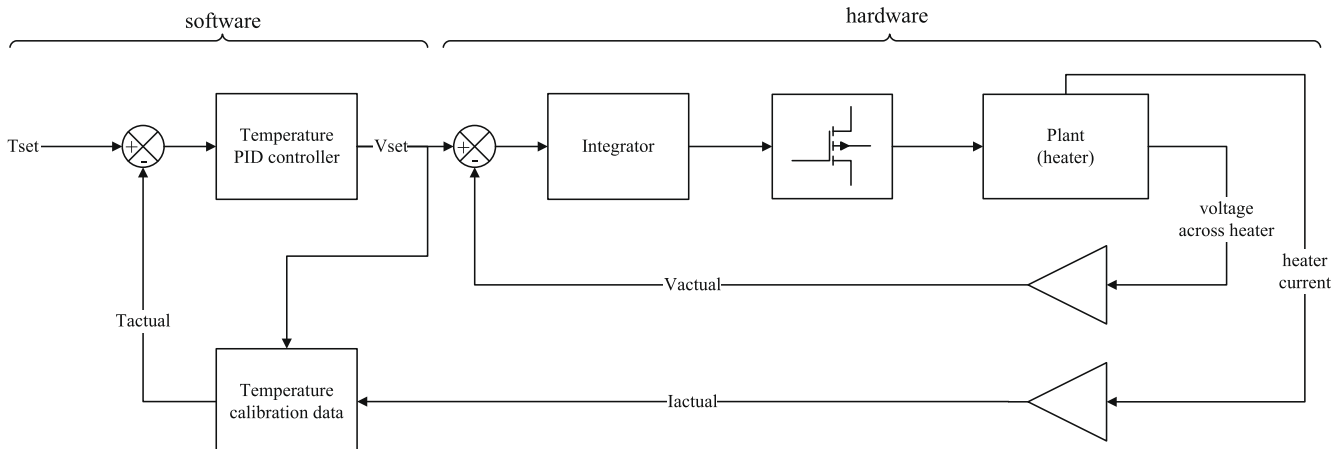 software
hardware
Tset
+
-
Temperature
PID controller
Vset
+
-
Integrator
Plant
(heater)
voltage
across heater
heater
current
Vactual
Tactual
Temperature
calibration data
Iactual